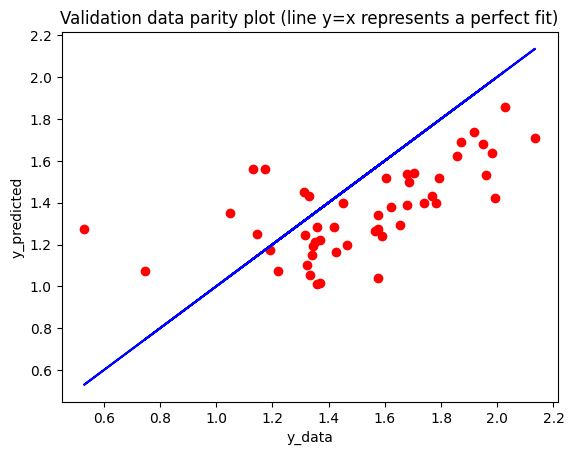 Validation data parity plot (line y=x represents a perfect fit)
2.2
2.0
1.8
1.6
1.4
1.2
1.0
0.8
0.6
y_predicted
0.6 0.8 1.0 1.2 1.4 1.6 1.8 2.0 2.2
y_data